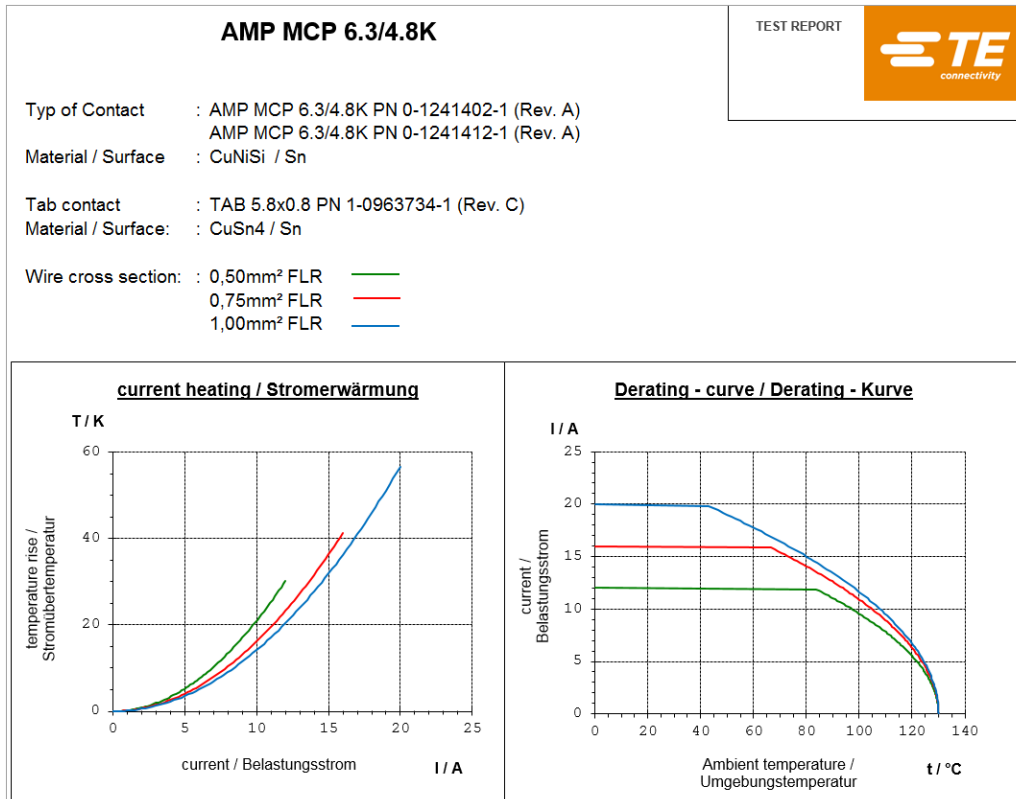 AMP MCP 6.3/4.8K
TEST REPORT
TE
connectivity
Typ of Contact : AMP MCP 6.3/4.8K PN 0-1241402-1 (Rev. A)
AMP MCP 6.3/4.8K PN 0-1241412-1 (Rev. A)
Material / Surface : CuNiSi / Sn
Tab contact : TAB 5.8x0.8 PN 1-0963734-1 (Rev. C)
Material / Surface: : CuSn4 / Sn
Wire cross section: : 0,50mm² FLR
0,75mm² FLR
1,00mm² FLR
current heating / Stromerwärmung
T / K
60
40
20
0
temperature rise /
Stromübertemperatur
0 5 10 15 20 25
current / Belastungsstrom I / A
Derating - curve / Derating - Kurve
I / A
25
20
15
10
5
0
current /
Belastungsstrom
0 20 40 60 80 100 120 140
Ambient temperature /
Umgebungstemperatur
t / °C